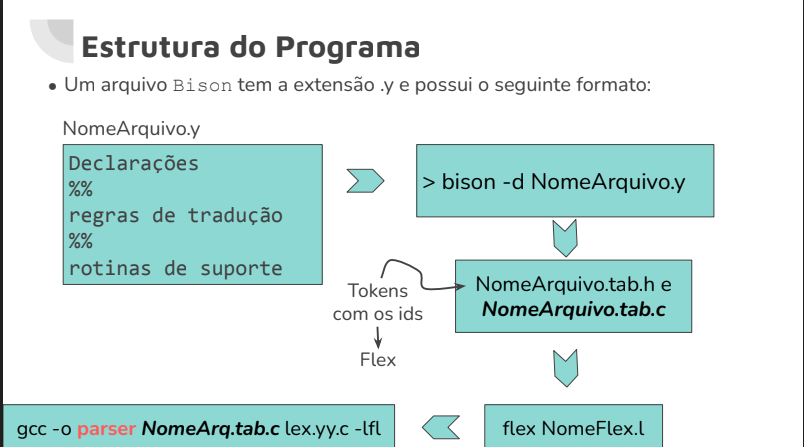 Estrutura do Programa
• Um arquivo Bison tem a extensão .y e possui o seguinte formato:
NomeArquivo.y
Declarações
%%
regras de tradução
%%
rotinas de suporte
> bison -d NomeArquivo.y
NomeArquivo.tab.h e
NomeArquivo.tab.c
Tokens
com os ids
Flex
flex NomeFlex.l
gcc -o parser NomeArq.tab.c lex.yy.c -lfl